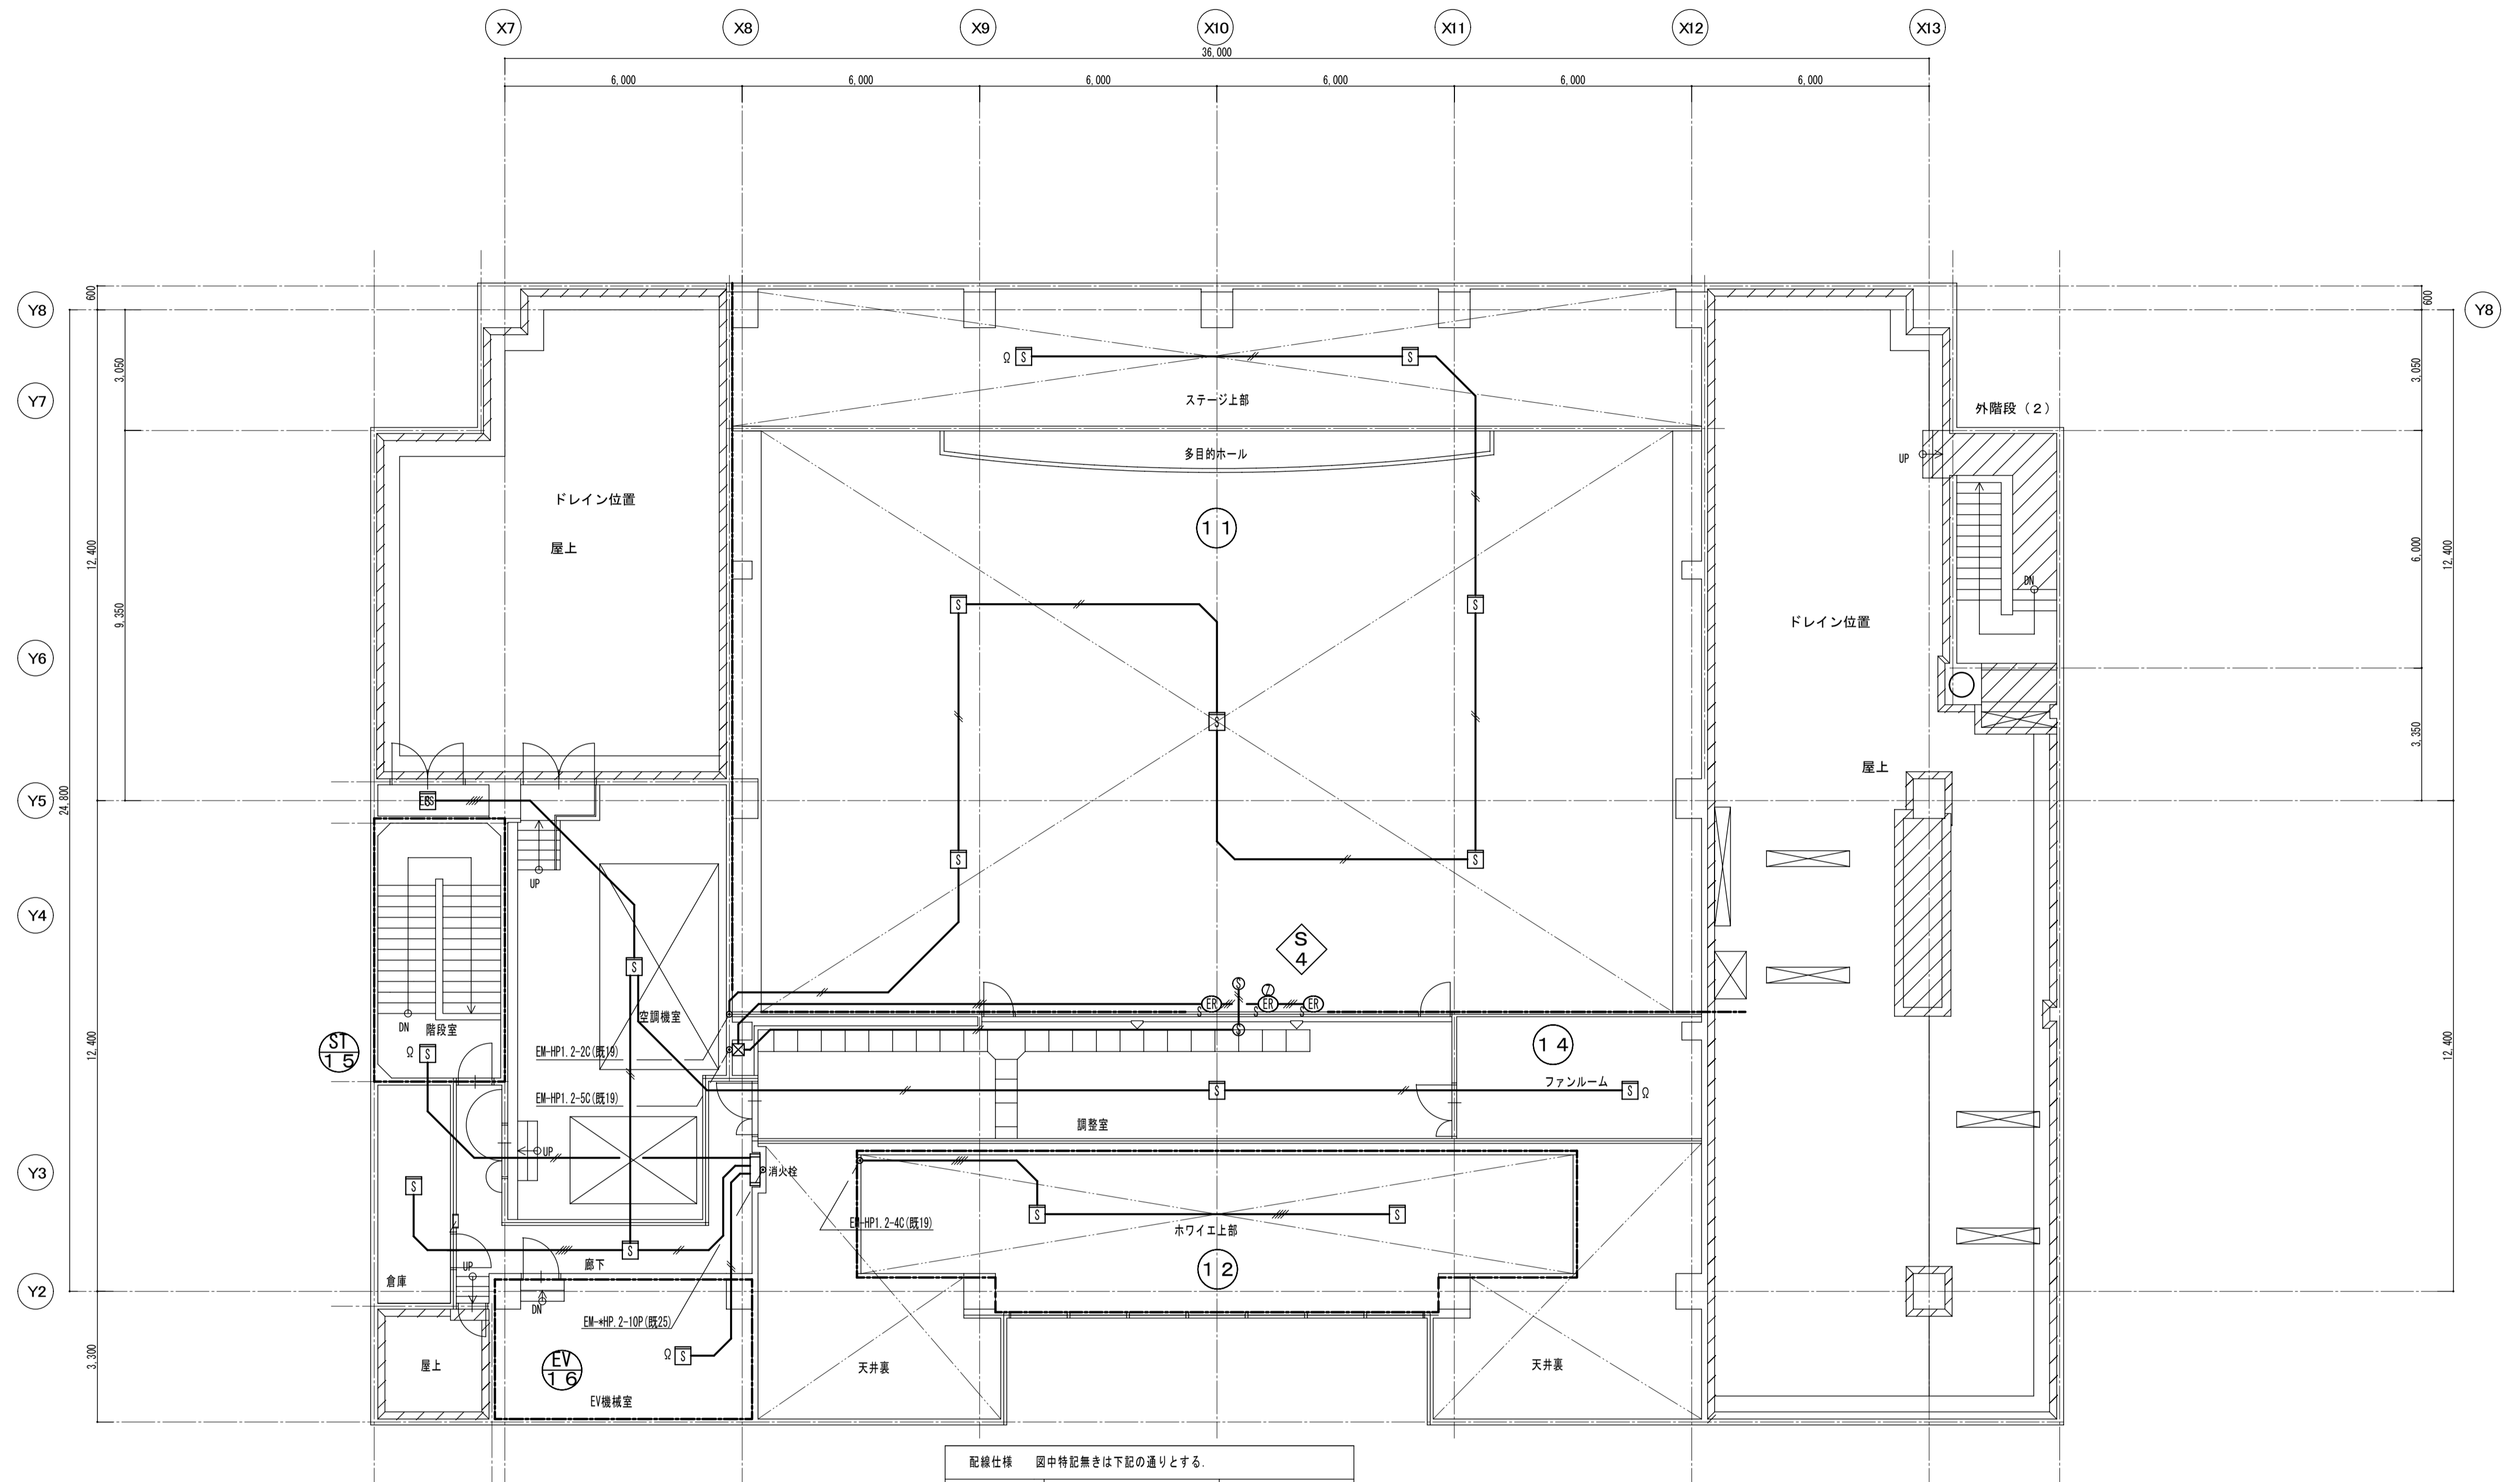 X7 X8 X9 X10 X11 X12 X13
36,000
6,000 6,000 6,000 6,000 6,000 6,000
600
600
Y8
Y8
3,050
3,050
Ω S
S
Y7
ステージ上部
外階段（２）
多目的ホール
UP
ドレイン位置
１１
屋上
12,400
6,000
12,400
DN
9,350
S
S
ドレイン位置
Y6
S
3,350
屋上
Y5
24,800
S
S
Y4
UP
S
4
S
S
7
ER
ER
ER
S
S
S
空調機室
DN
階段室
ST
１５
Ω S
EM-HP1.2-2C(既19)
S
１４
12,400
12,400
ファンルーム
S
S Ω
EM-HP1.2-5C(既19)
調整室
UP
Y3
消火栓
S
S
S
EM-HP1.2-4C(既19)
ホワイエ上部
S
廊下
UP
１２
倉庫
Y2
DN
EM-*HP.2-10P(既25)
3,300
Ω S
屋上
EV
１６
天井裏
天井裏
EV機械室
配線仕様　図中特記無きは下記の通りとする.